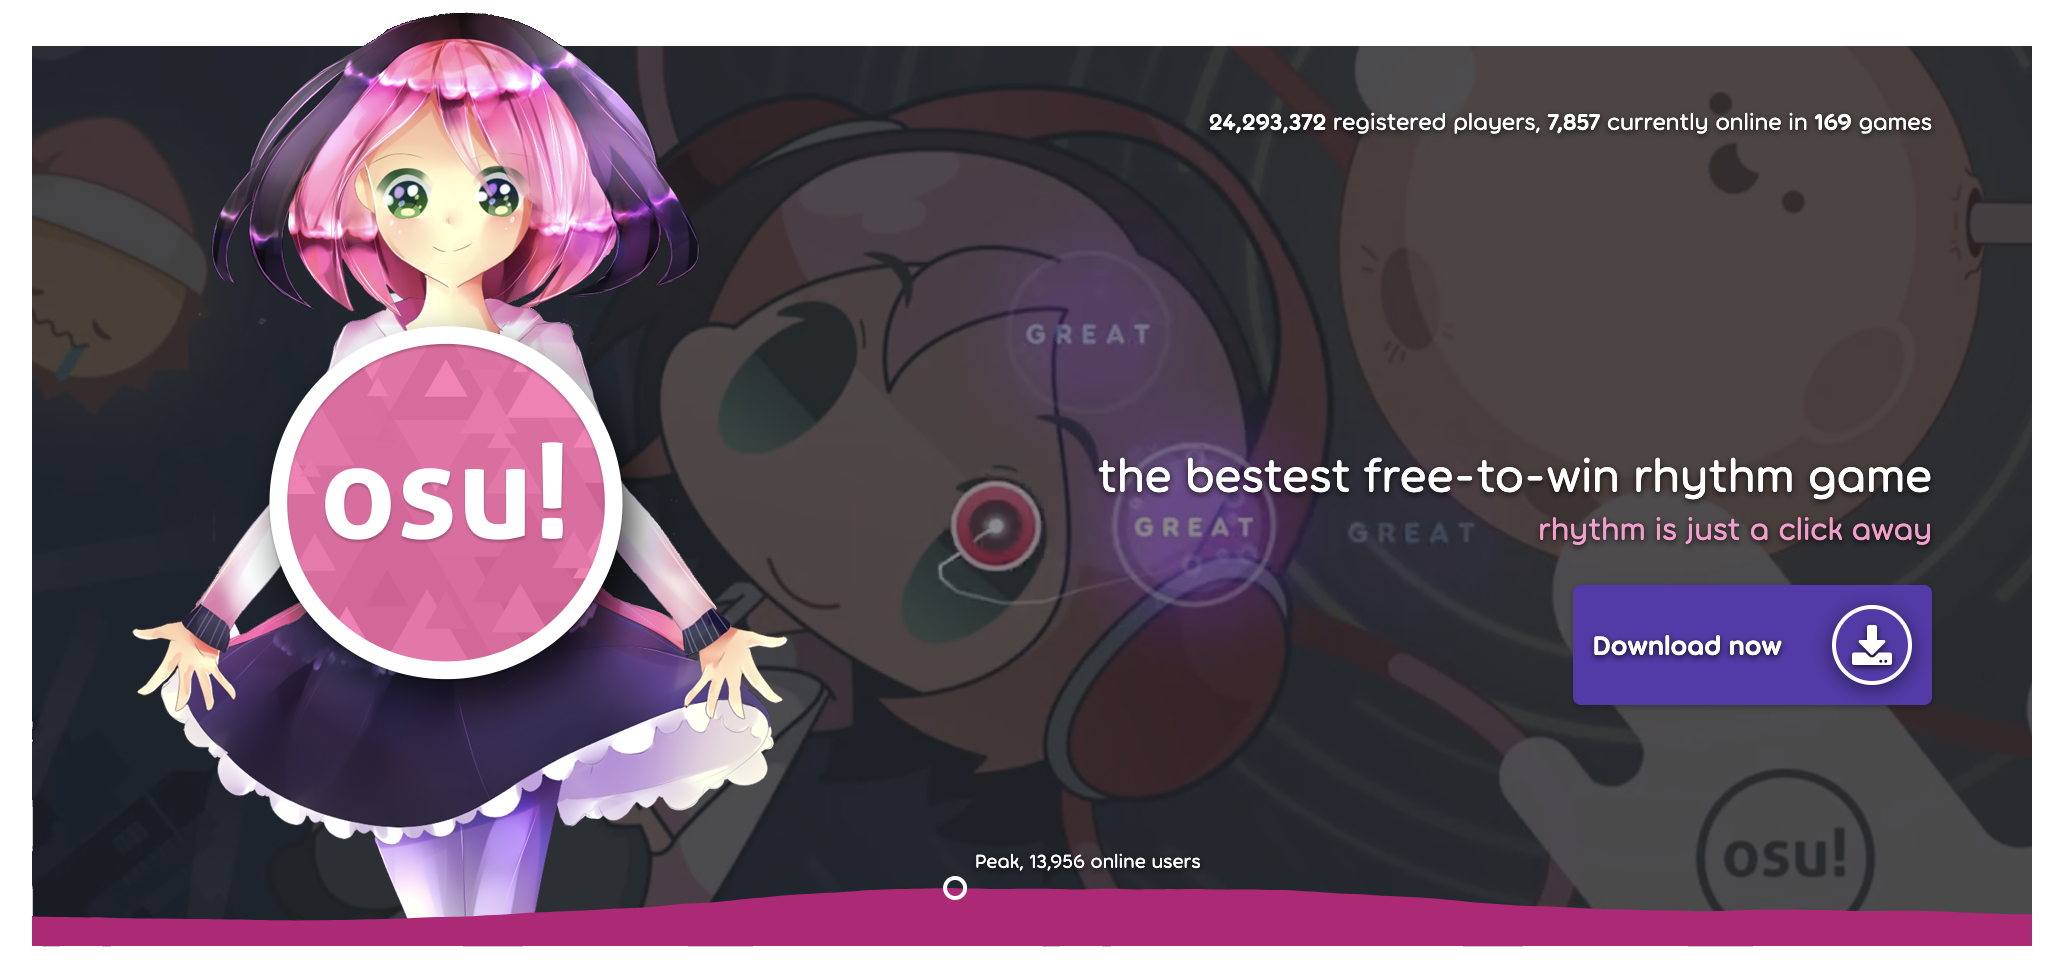 24,293,372 registered players, 7,857 currently online in 169 games
GREAT
osu!
the bestest free-to-win rhythm game
GREAT
GREAT
rhythm is just a click away
Download now
osu!
Peak, 13,956 online users